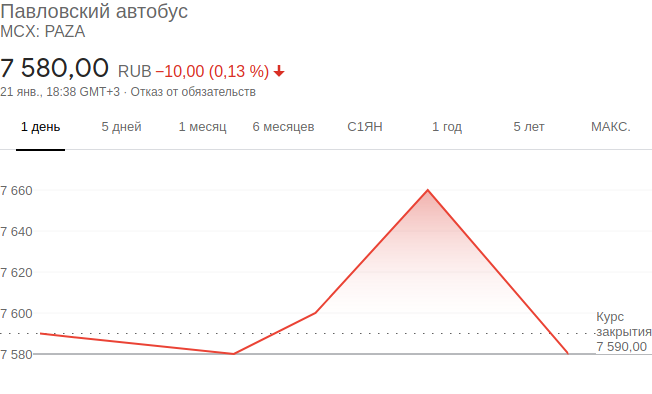 Павловский автобус
MCX: PAZA
7 580,00 RUB −10,00 (0,13 %)
21 янв., 18:38 GMT+3 · Отказ от обязательств
1 день 5 дней 1 месяц 6 месяцев С1ЯН 1 год 5 лет МАКС.
7 660
7 640
7 620
7 600
Курс
закрытия
7 590,00
7 580